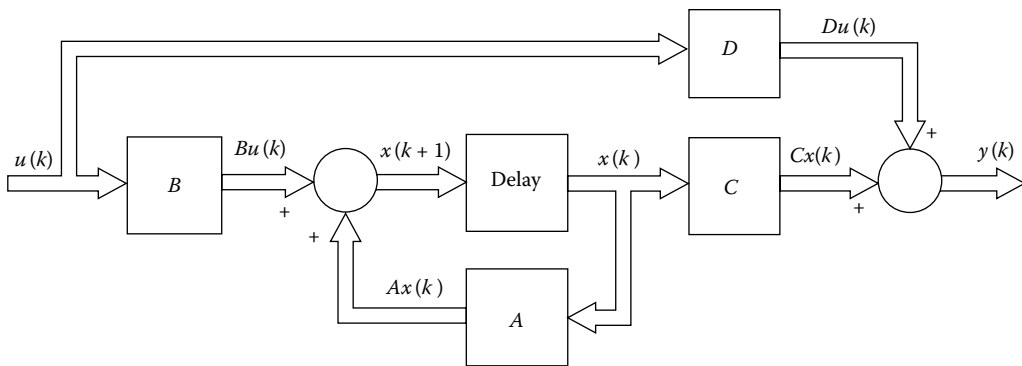 Du(k)
D
+
u(k)
Bu(k)
x(k + 1)
x(k)
Cx(k)
y(k)
B
Delay
C
+
+
+
Ax(k)
A